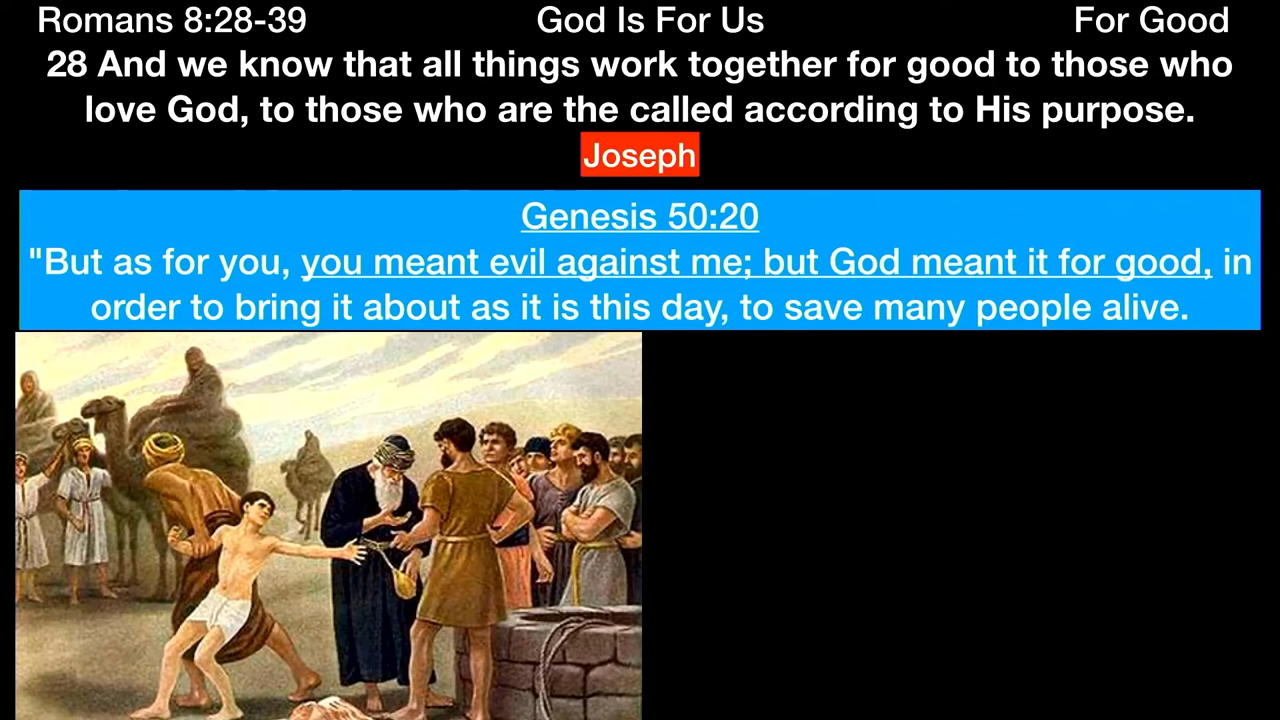 Romans 8:28-39 God Is For Us For Good
28 And we know that all things work together for good to those who
love God, to those who are the called according to His purpose.
Joseph
Genesis 50:20
"But as for you, you meant evil against me; but God meant it for good, in
order to bring it about as it is this day, to save many people alive.